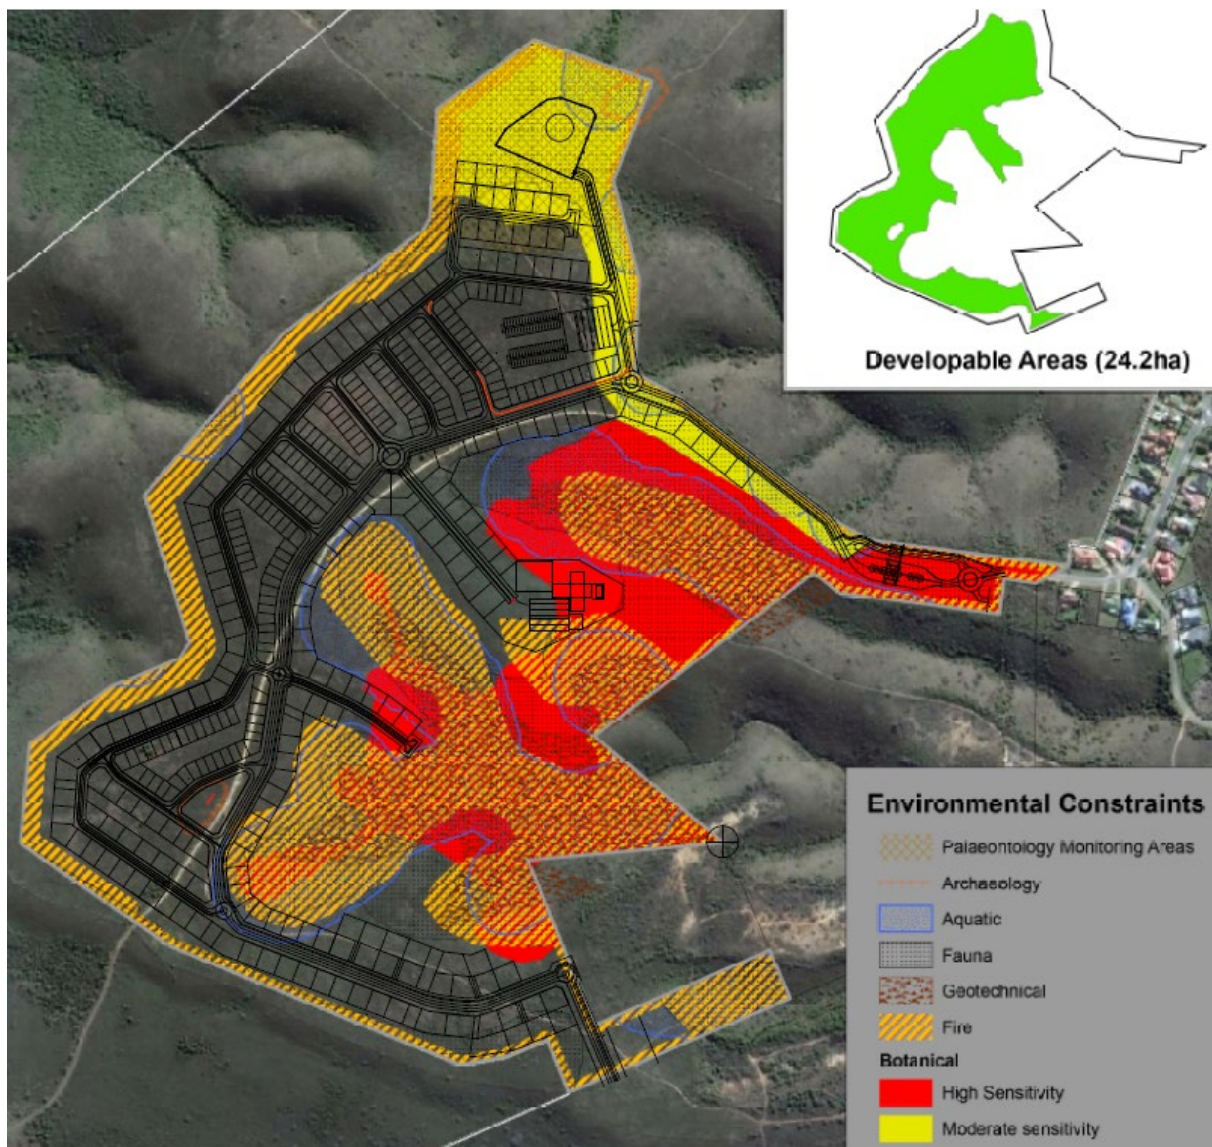 Developable Areas (24.2ha)
Environmental Constraints
Palaeontology Monitoring Areas
Archaeology
Aquatic
Fauna
Geotechnical
Fire
Botanical
High Sensitivity
Moderate sensitivity